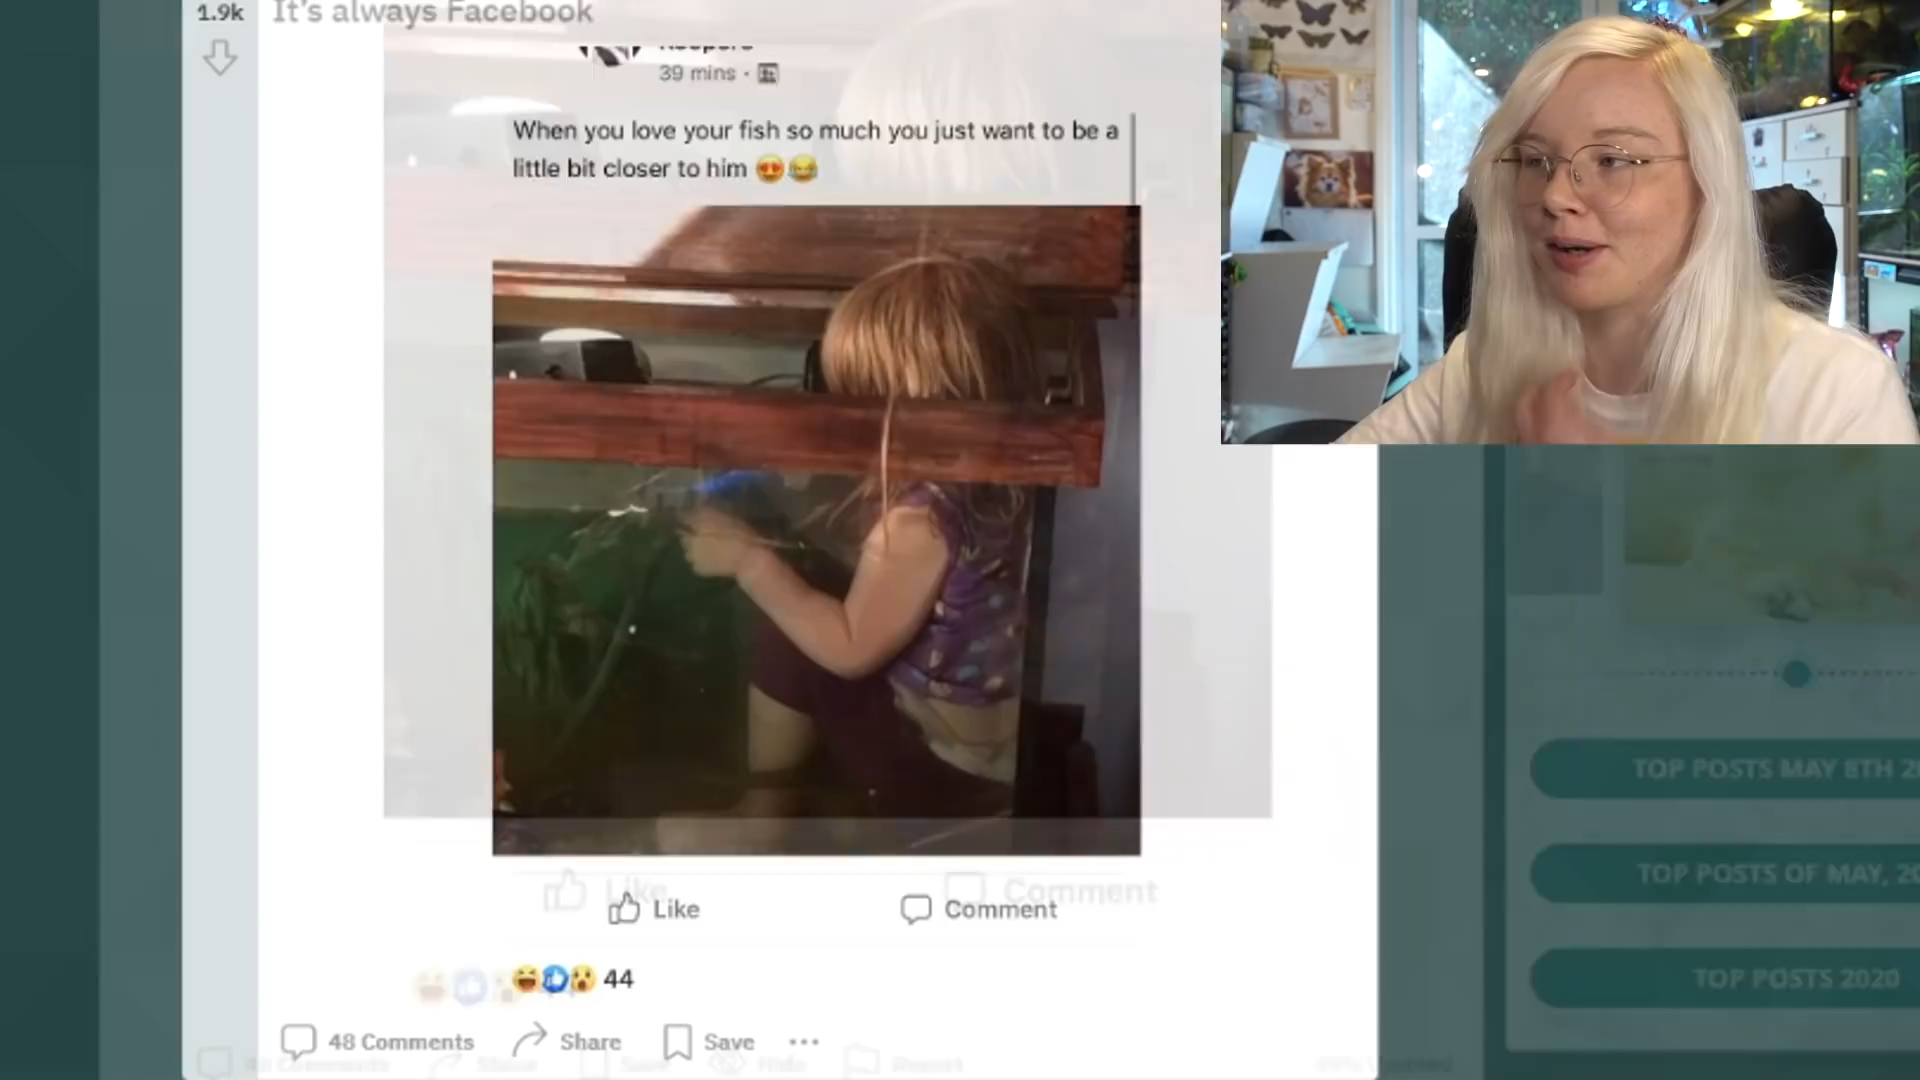 1.9k
It's always Facebook
39 mins ·
When you love your fish so much you just want to be a
little bit closer to him 😍😂
Like
Comment
Like
Comment
44
48 Comments
Share
Save
...
TOP POSTS MAY 8TH
TOP POSTS OF MAY,
TOP POSTS 2020